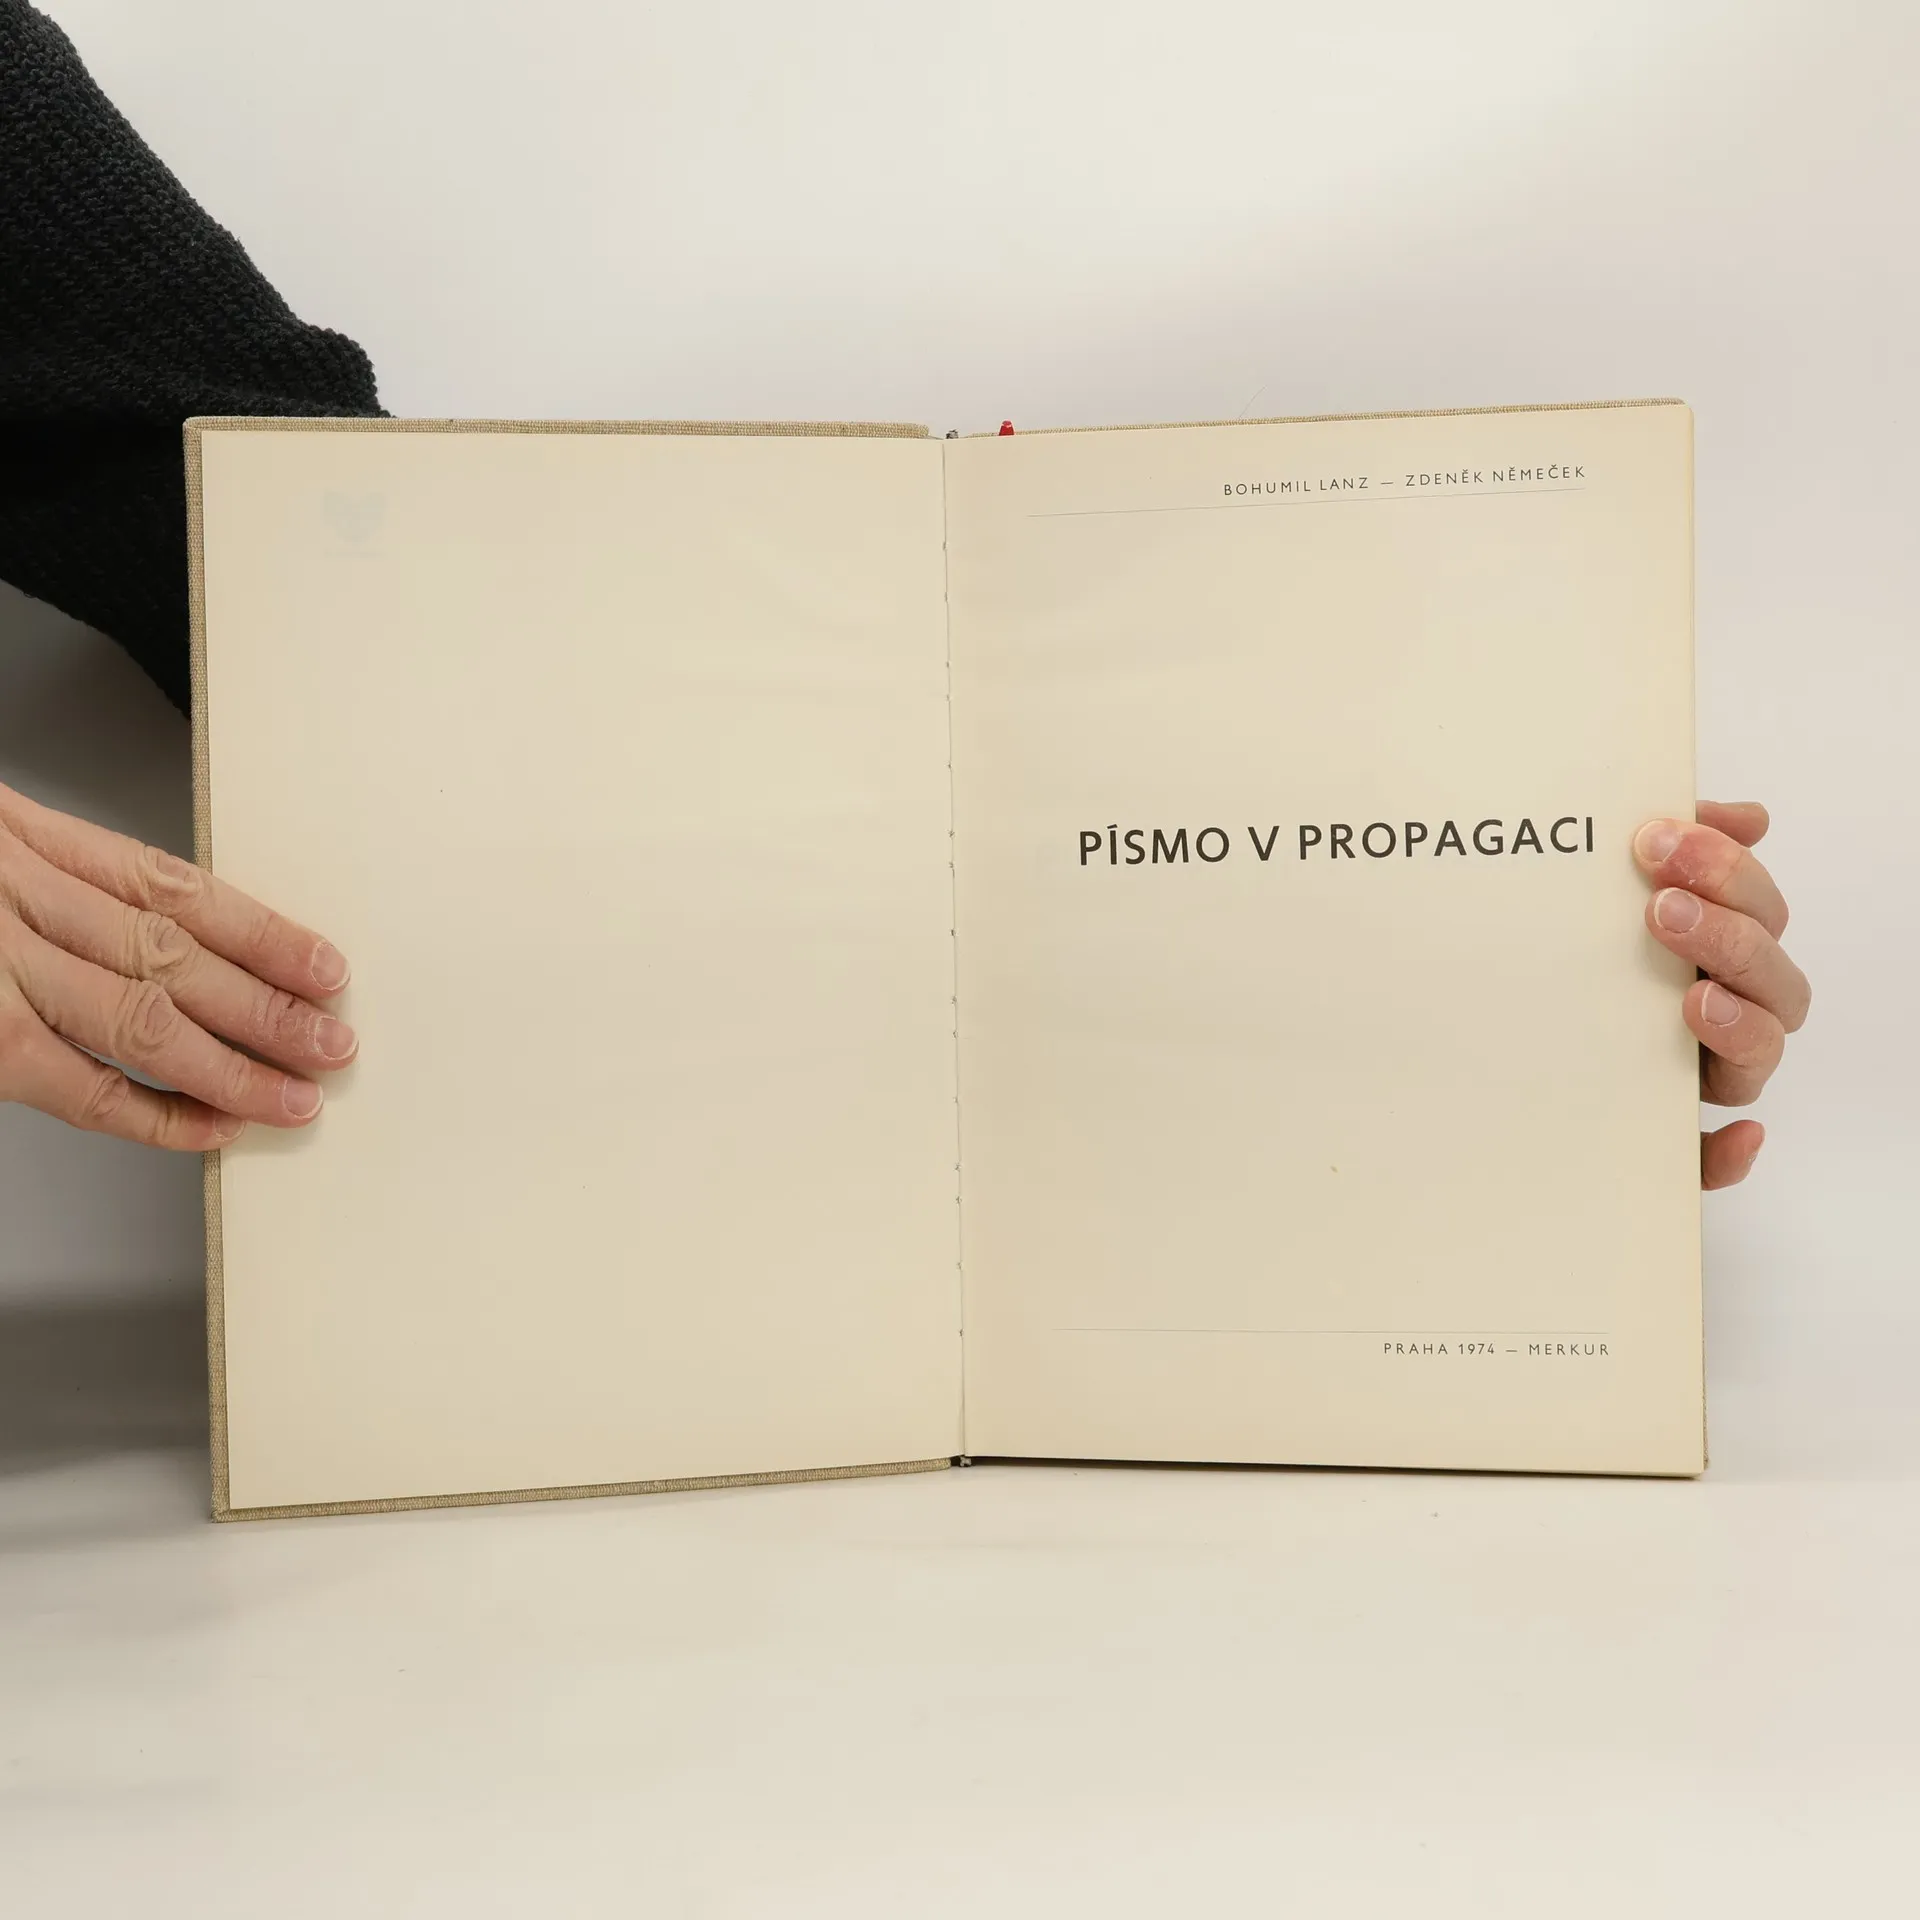 BOHUMIL LANZ — ZDENĚK NĚMEČEK
PÍSMO V PROPAGACI
PRAHA 1974 — MERKUR